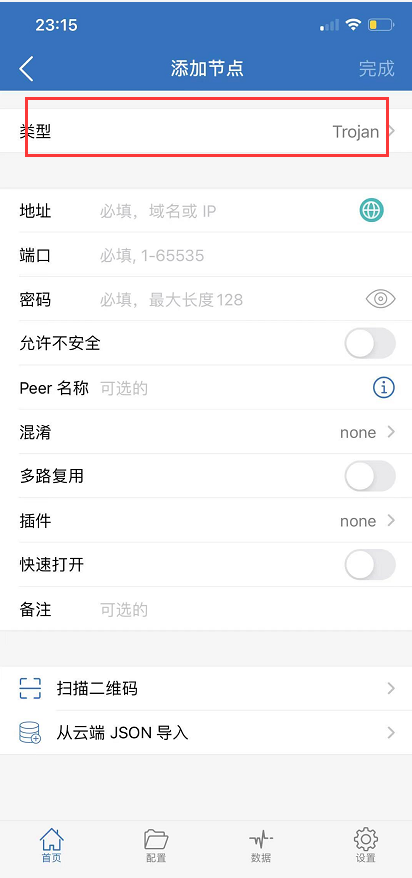 23:15
添加节点
完成
类型 Trojan
地址 必填，域名或 IP
端口 必填, 1-65535
密码 必填，最大长度128
允许不安全
Peer 名称 可选的
混淆 none
多路复用
插件 none
快速打开
备注 可选的
扫描二维码
从云端 JSON 导入
首页 配置 数据 设置